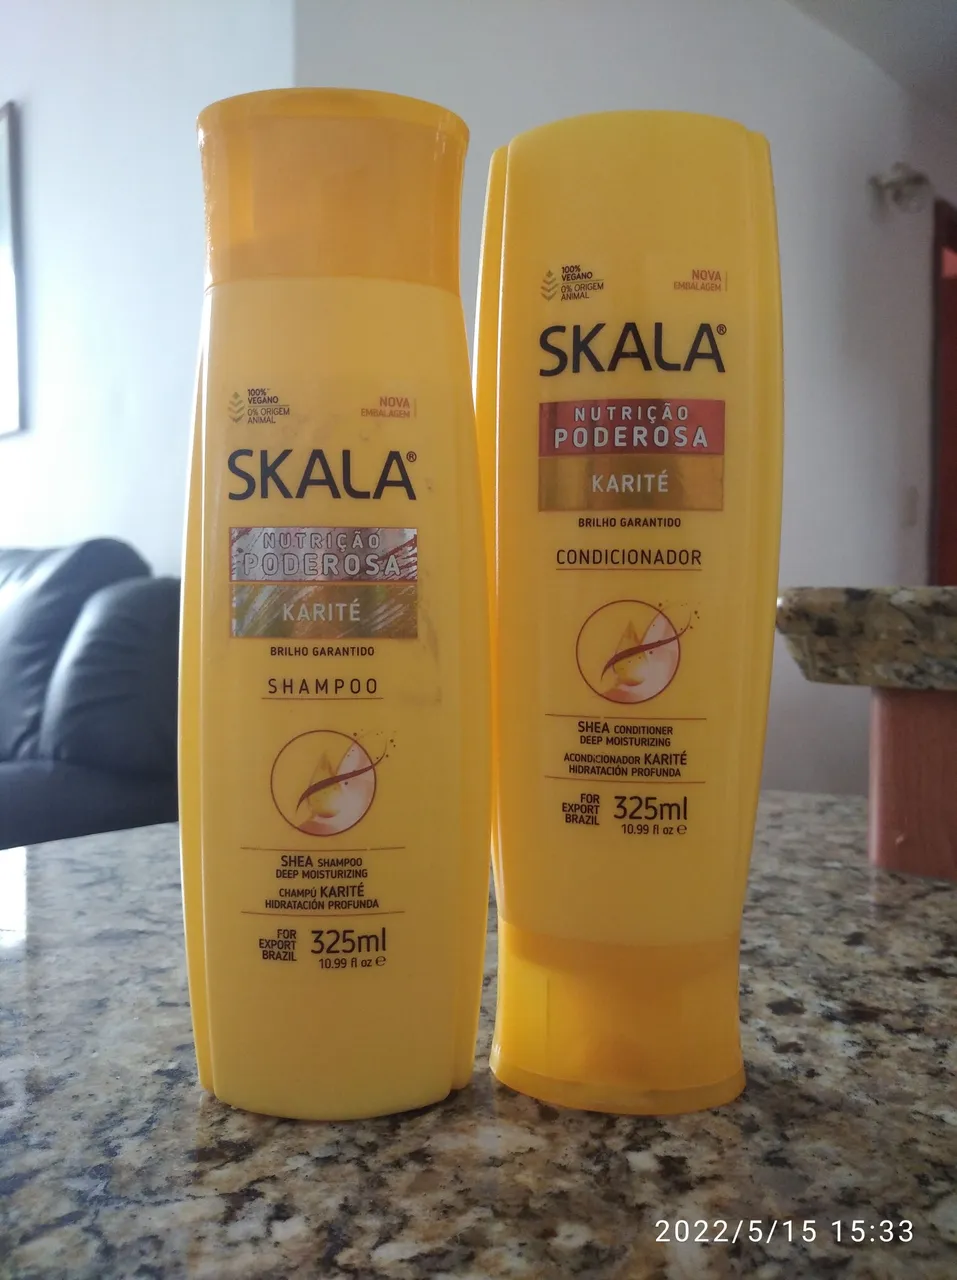 100%
VEGANO
0% ORIGEM
ANIMAL
NOVA
EMBALAGEM
SKALA®
NUTRIÇÃO
PODEROSA
KARITÉ
BRILHO GARANTIDO
SHAMPOO
SHEA SHAMPOO
DEEP MOISTURIZING
CHAMPÚ KARITÉ
HIDRATACIÓN PROFUNDA
FOR
EXPORT
BRAZIL
325ml
10.99 fl oz ℮
100%
VEGANO
0% ORIGEM
ANIMAL
NOVA
EMBALAGEM
SKALA®
NUTRIÇÃO
PODEROSA
KARITÉ
BRILHO GARANTIDO
CONDICIONADOR
SHEA CONDITIONER
DEEP MOISTURIZING
ACONDICIONADOR KARITÉ
HIDRATACIÓN PROFUNDA
FOR
EXPORT
BRAZIL
325ml
10.99 fl oz ℮
2022/5/15 15:33